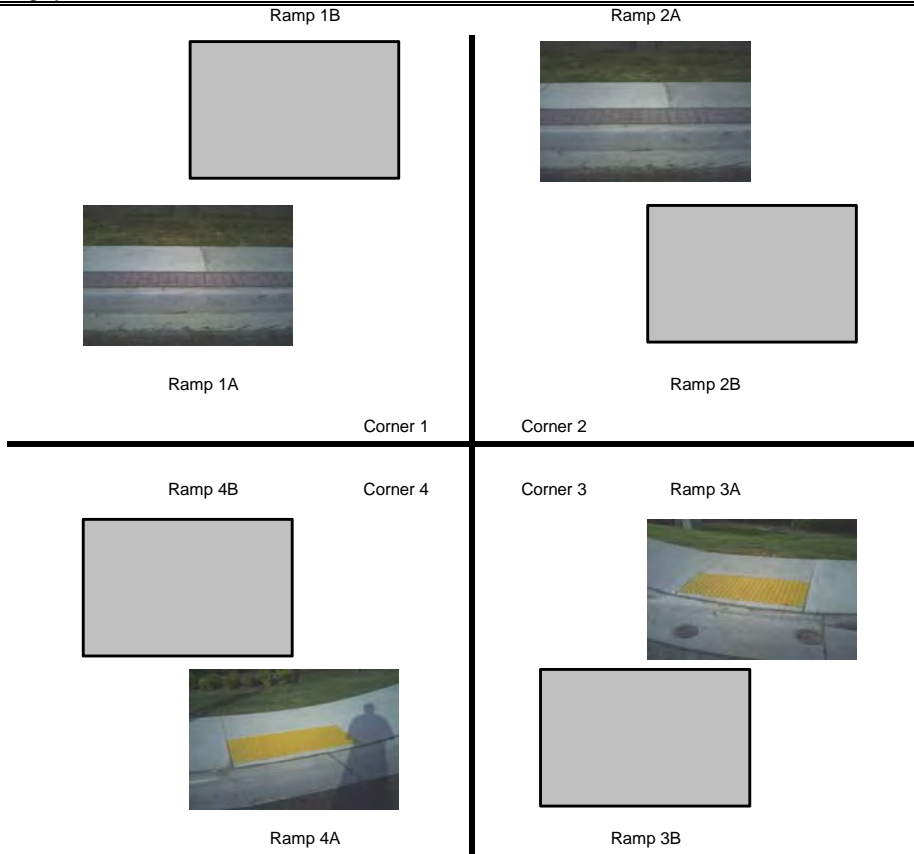 Ramp 1B
Ramp 2A
Ramp 1A
Ramp 2B
Corner 1
Corner 2
Ramp 4B
Corner 4
Corner 3
Ramp 3A
Ramp 4A
Ramp 3B